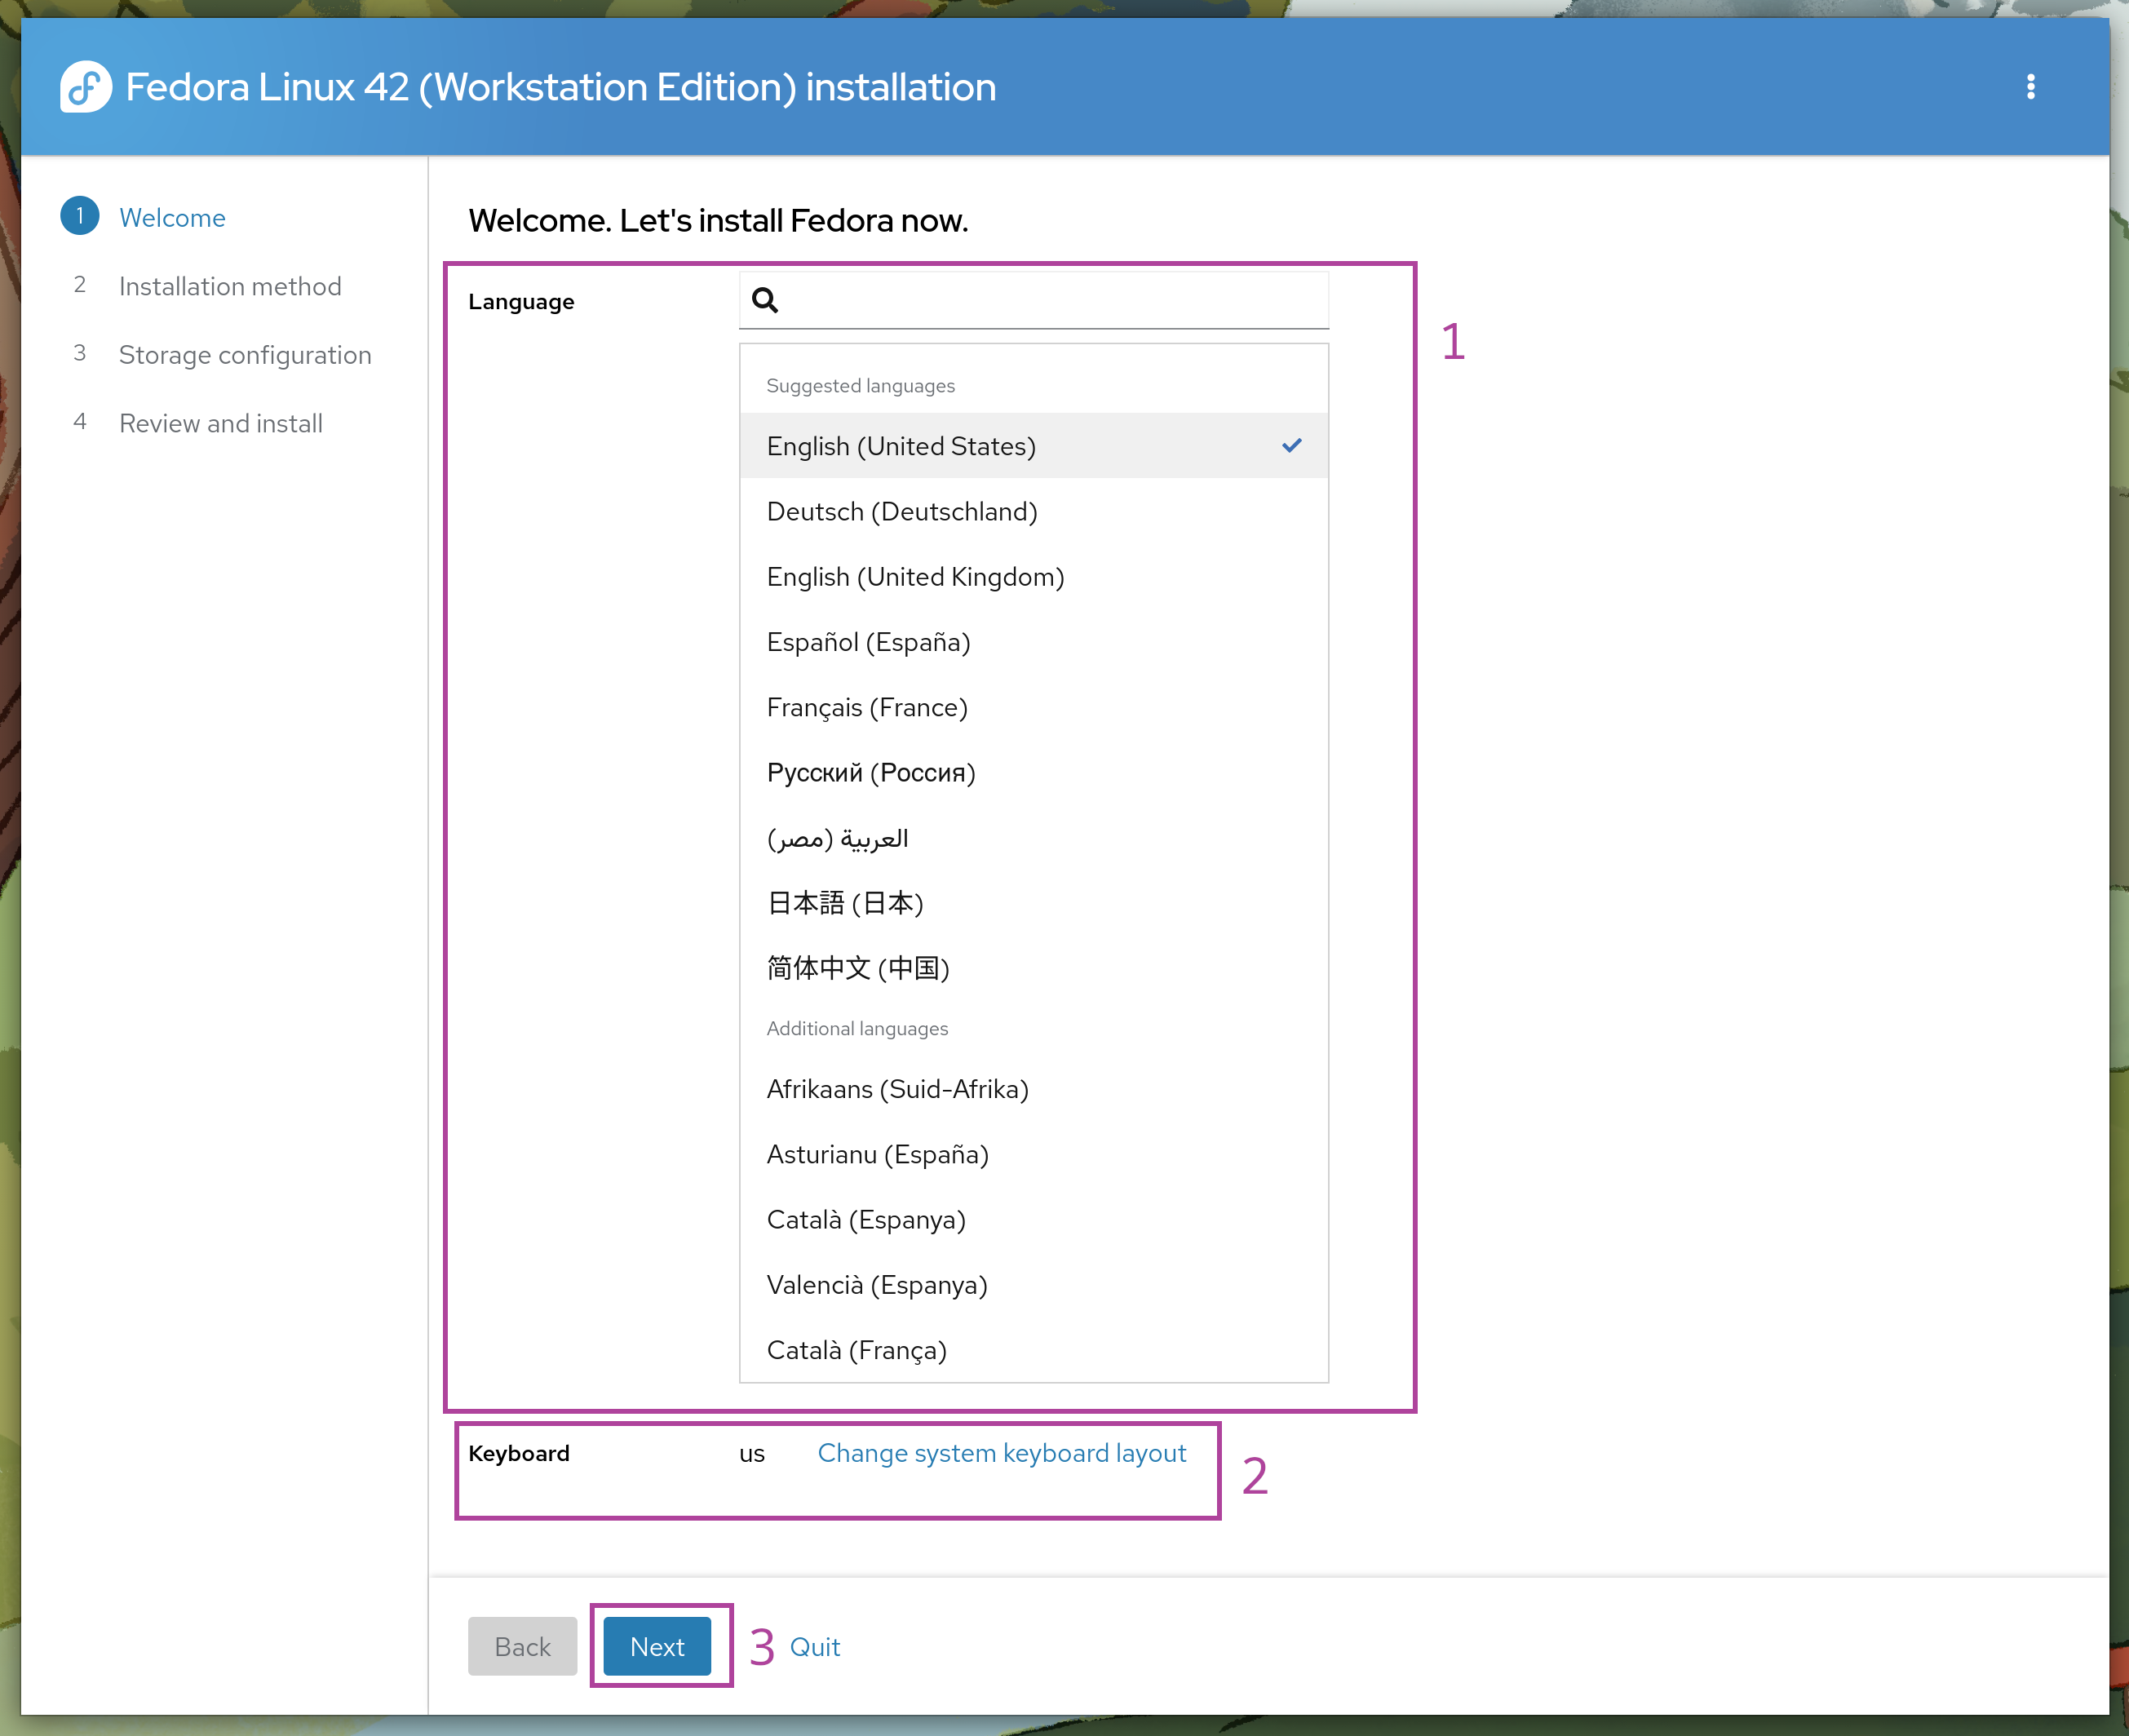 Fedora Linux 42 (Workstation Edition) installation
1 Welcome
2 Installation method
3 Storage configuration
4 Review and install
Welcome. Let's install Fedora now.
Language
1
Suggested languages
English (United States)
Deutsch (Deutschland)
English (United Kingdom)
Español (España)
Français (France)
Русский (Россия)
العربية (مصر)
日本語 (日本)
简体中文 (中国)
Additional languages
Afrikaans (Suid-Afrika)
Asturianu (España)
Català (Espanya)
Valencià (Espanya)
Català (França)
Keyboard us Change system keyboard layout
2
Back Next 3 Quit